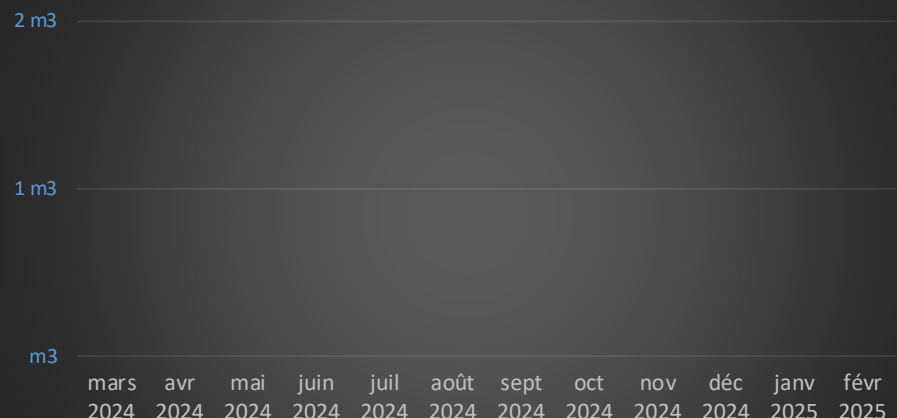 2 m3
1 m3
m3
mars avr mai juin juil août sept oct nov déc janv févr
2024 2024 2024 2024 2024 2024 2024 2024 2024 2024 2025 2025